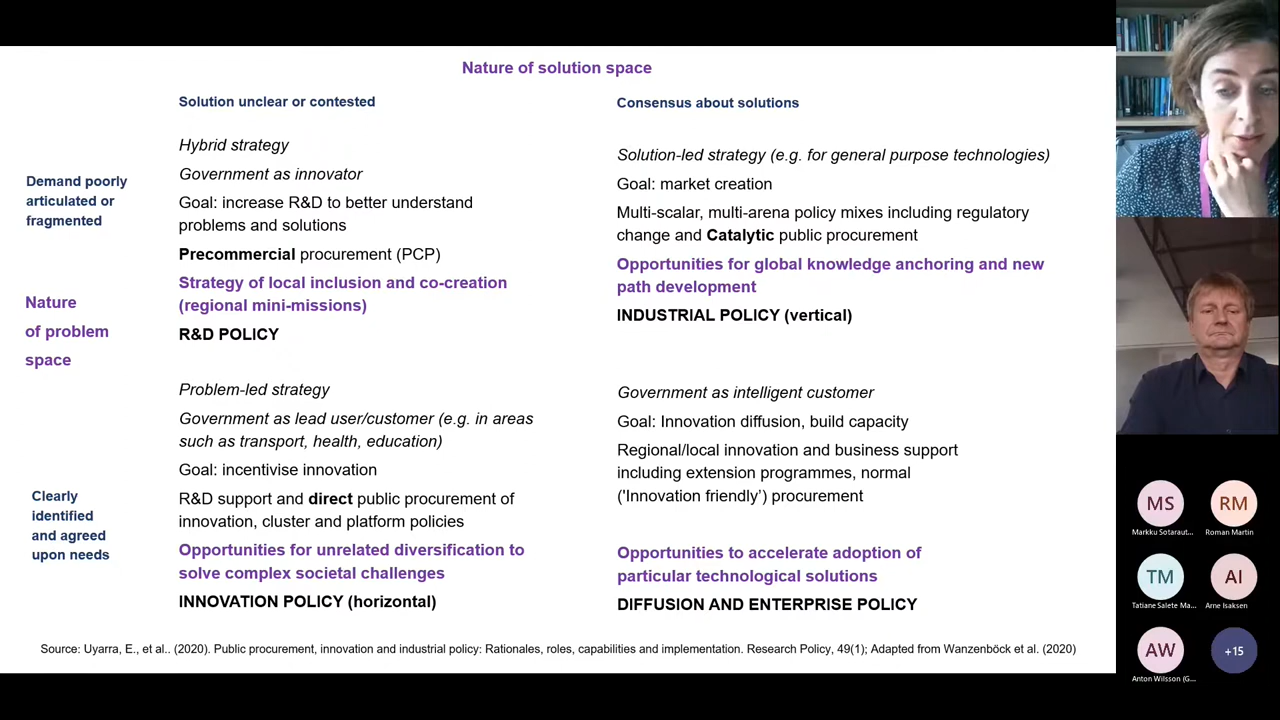 Nature of solution space
Solution unclear or contested
Consensus about solutions
Demand poorly
articulated or
fragmented
Hybrid strategy
Government as innovator
Goal: increase R&D to better understand
problems and solutions
Precommercial procurement (PCP)
Strategy of local inclusion and co-creation
(regional mini-missions)
R&D POLICY
Solution-led strategy (e.g. for general purpose technologies)
Goal: market creation
Multi-scalar, multi-arena policy mixes including regulatory
change and Catalytic public procurement
Opportunities for global knowledge anchoring and new
path development
INDUSTRIAL POLICY (vertical)
Nature
of problem
space
Clearly
identified
and agreed
upon needs
Problem-led strategy
Government as lead user/customer (e.g. in areas
such as transport, health, education)
Goal: incentivise innovation
R&D support and direct public procurement of
innovation, cluster and platform policies
Opportunities for unrelated diversification to
solve complex societal challenges
INNOVATION POLICY (horizontal)
Government as intelligent customer
Goal: Innovation diffusion, build capacity
Regional/local innovation and business support
including extension programmes, normal
('Innovation friendly’) procurement
Opportunities to accelerate adoption of
particular technological solutions
DIFFUSION AND ENTERPRISE POLICY
Source: Uyarra, E., et al.. (2020). Public procurement, innovation and industrial policy: Rationales, roles, capabilities and implementation. Research Policy, 49(1); Adapted from Wanzenböck et al. (2020)
MS
RM
Markku Sotaraut...
Roman Martin
TM
AI
Tatiane Salete Ma...
Arne Isaksen
AW
+15
Anton Wilsson (G...